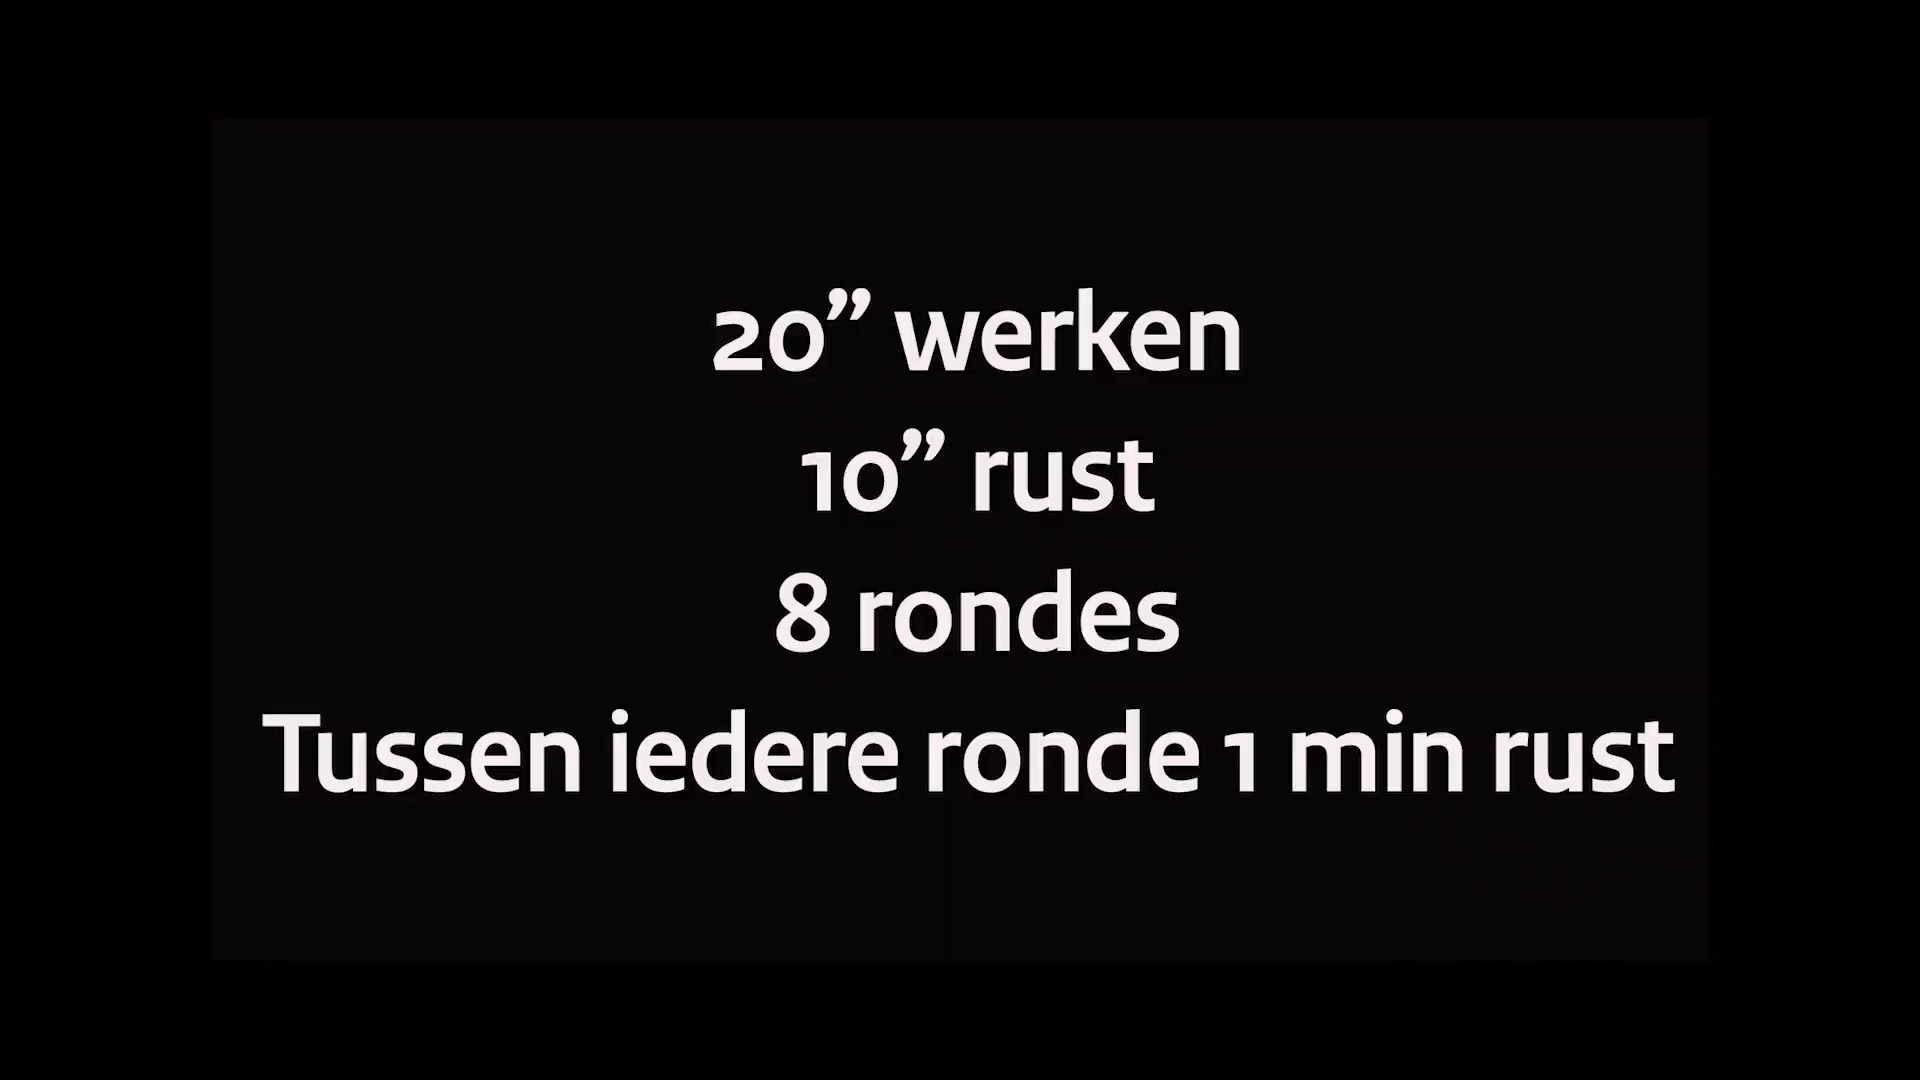 20” werken
10” rust
8 rondes
Tussen iedere ronde 1 min rust